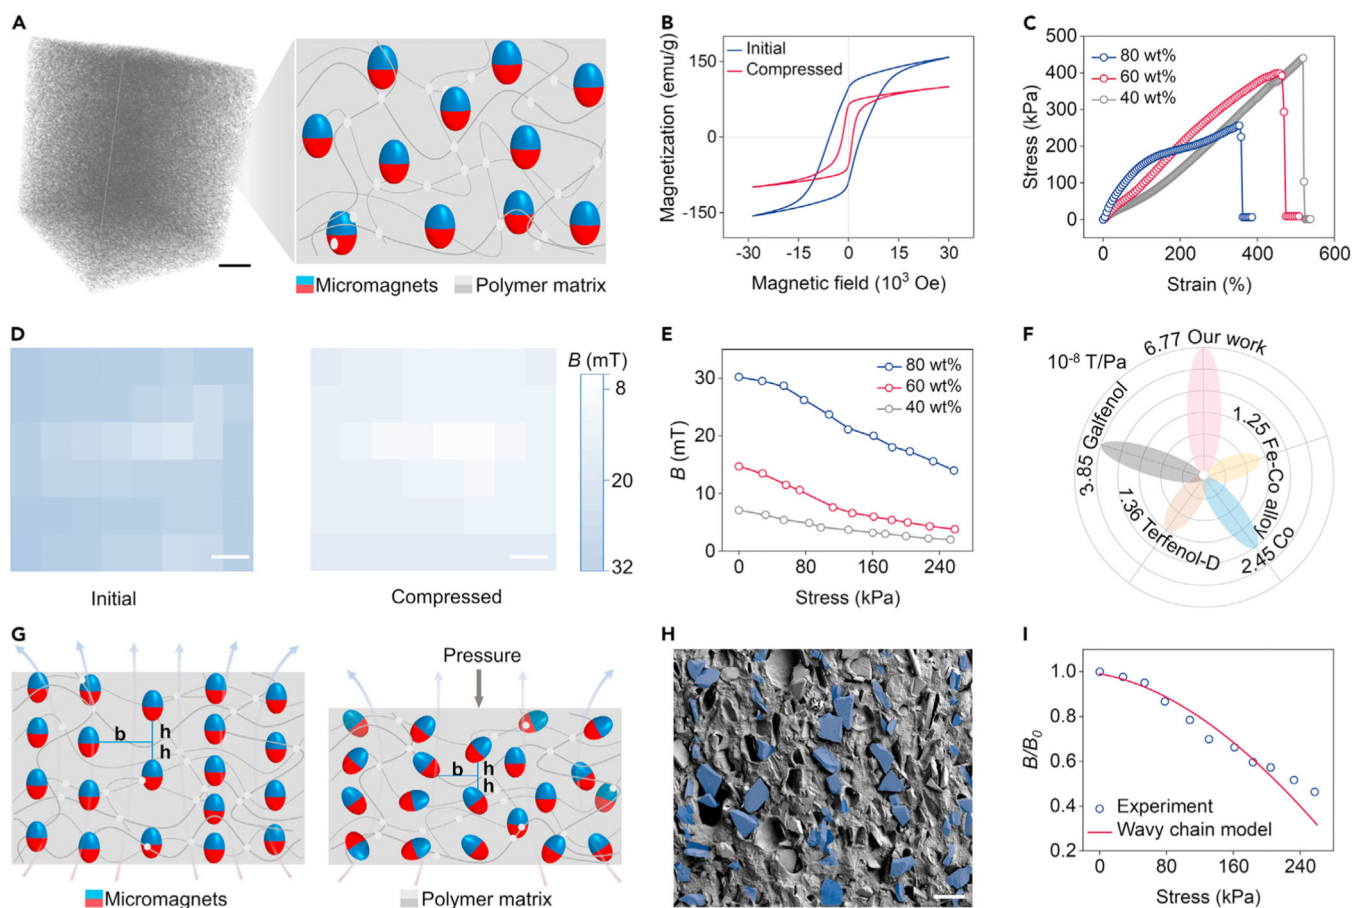 A
Micromagnets
Polymer matrix
B
Magnetization (emu/g)
150
0
-150
Initial
Compressed
-30
-15
0
15
30
Magnetic field (10³ Oe)
C
Stress (kPa)
500
400
300
200
100
0
80 wt%
60 wt%
40 wt%
0
200
400
600
Strain (%)
D
Initial
Compressed
B (mT)
8
20
32
E
B (mT)
30
20
10
0
80 wt%
60 wt%
40 wt%
0
80
160
240
Stress (kPa)
F
10⁻⁸ T/Pa
6.77 Our work
1.25 Fe-Co alloy
2.45 Co
1.36 Terfenol-D
3.85 Galfenol
G
b
h
h
Pressure
b
h
h
Micromagnets
Polymer matrix
H
I
B/B₀
1.0
0.8
0.6
0.4
0.2
Experiment
Wavy chain model
0
80
160
240
Stress (kPa)